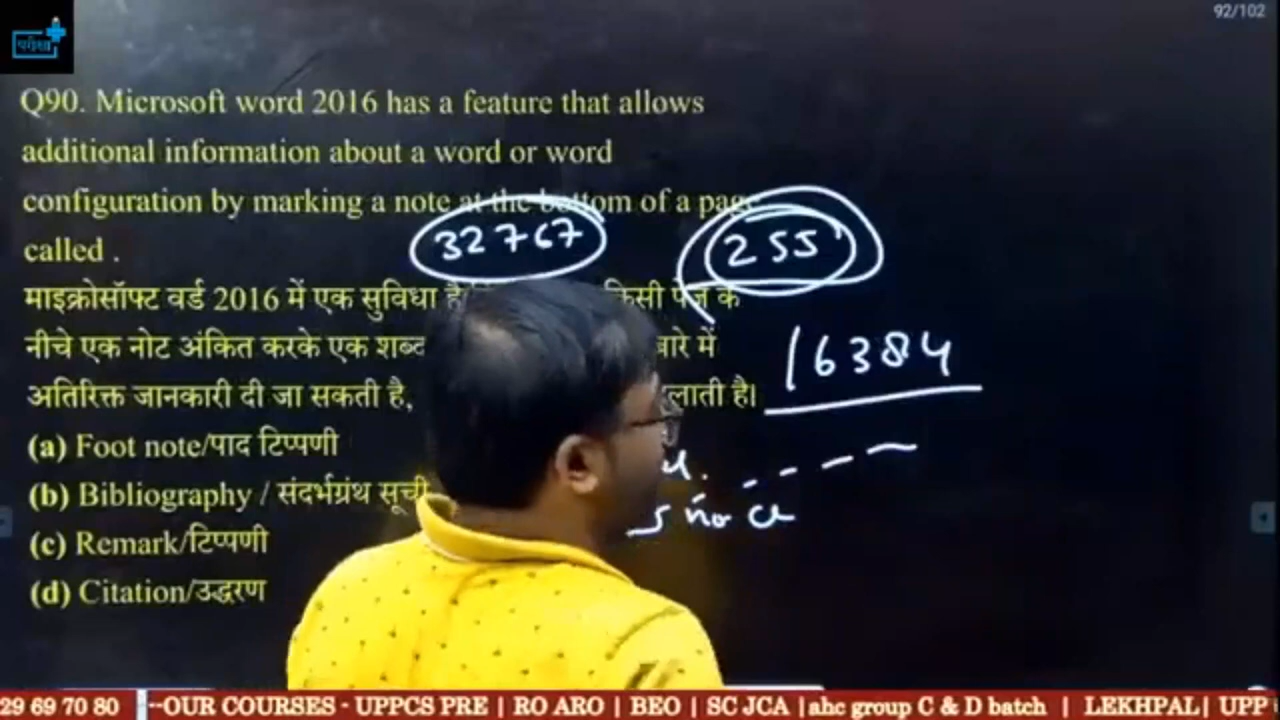 92/102
परीक्षा
Q90. Microsoft word 2016 has a feature that allows
additional information about a word or word
configuration by marking a note at the bottom of a page
called .
32767
255
माइक्रोसॉफ्ट वर्ड 2016 में एक सुविधा किसी पेज के
नीचे एक नोट अंकित करके एक शब्द बारे में
16384
अतिरिक्त जानकारी दी जा सकती है, है।
(a) Foot note/पाद टिप्पणी
(b) Bibliography / संदर्भग्रंथ सूची
(c) Remark/टिप्पणी
(d) Citation/उद्धरण
29 69 70 80 --OUR COURSES - UPPCS PRE | RO ARO | BEO | SC JCA |ahc group C & D batch | LEKHPAL| UPP